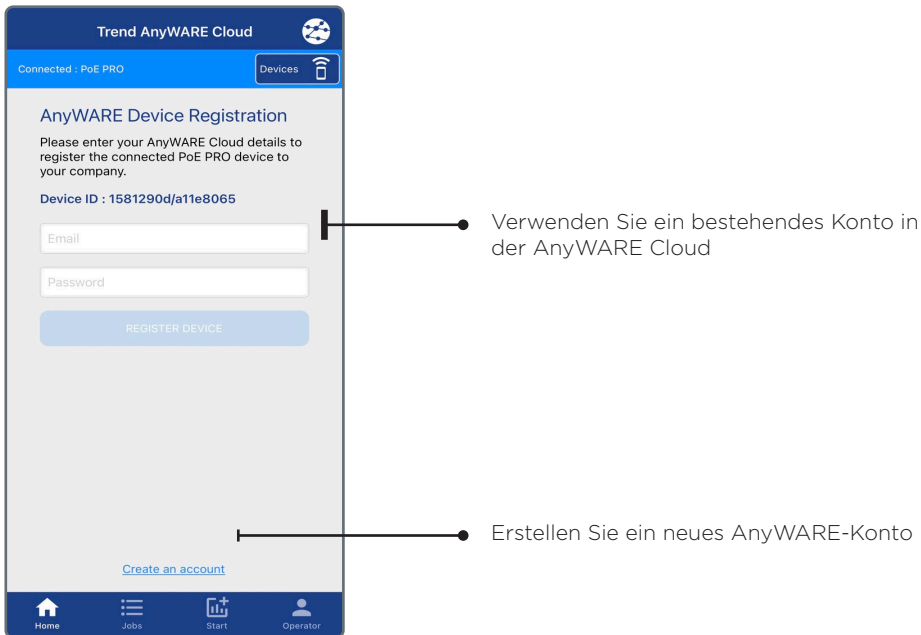 Trend AnyWARE Cloud
Connected : PoE PRO
Devices
AnyWARE Device Registration
Please enter your AnyWARE Cloud details to
register the connected PoE PRO device to
your company.
Device ID : 1581290d/a11e8065
Email
Password
REGISTER DEVICE
Verwenden Sie ein bestehendes Konto in
der AnyWARE Cloud
Erstellen Sie ein neues AnyWARE-Konto
Create an account
Home Jobs Start Operator